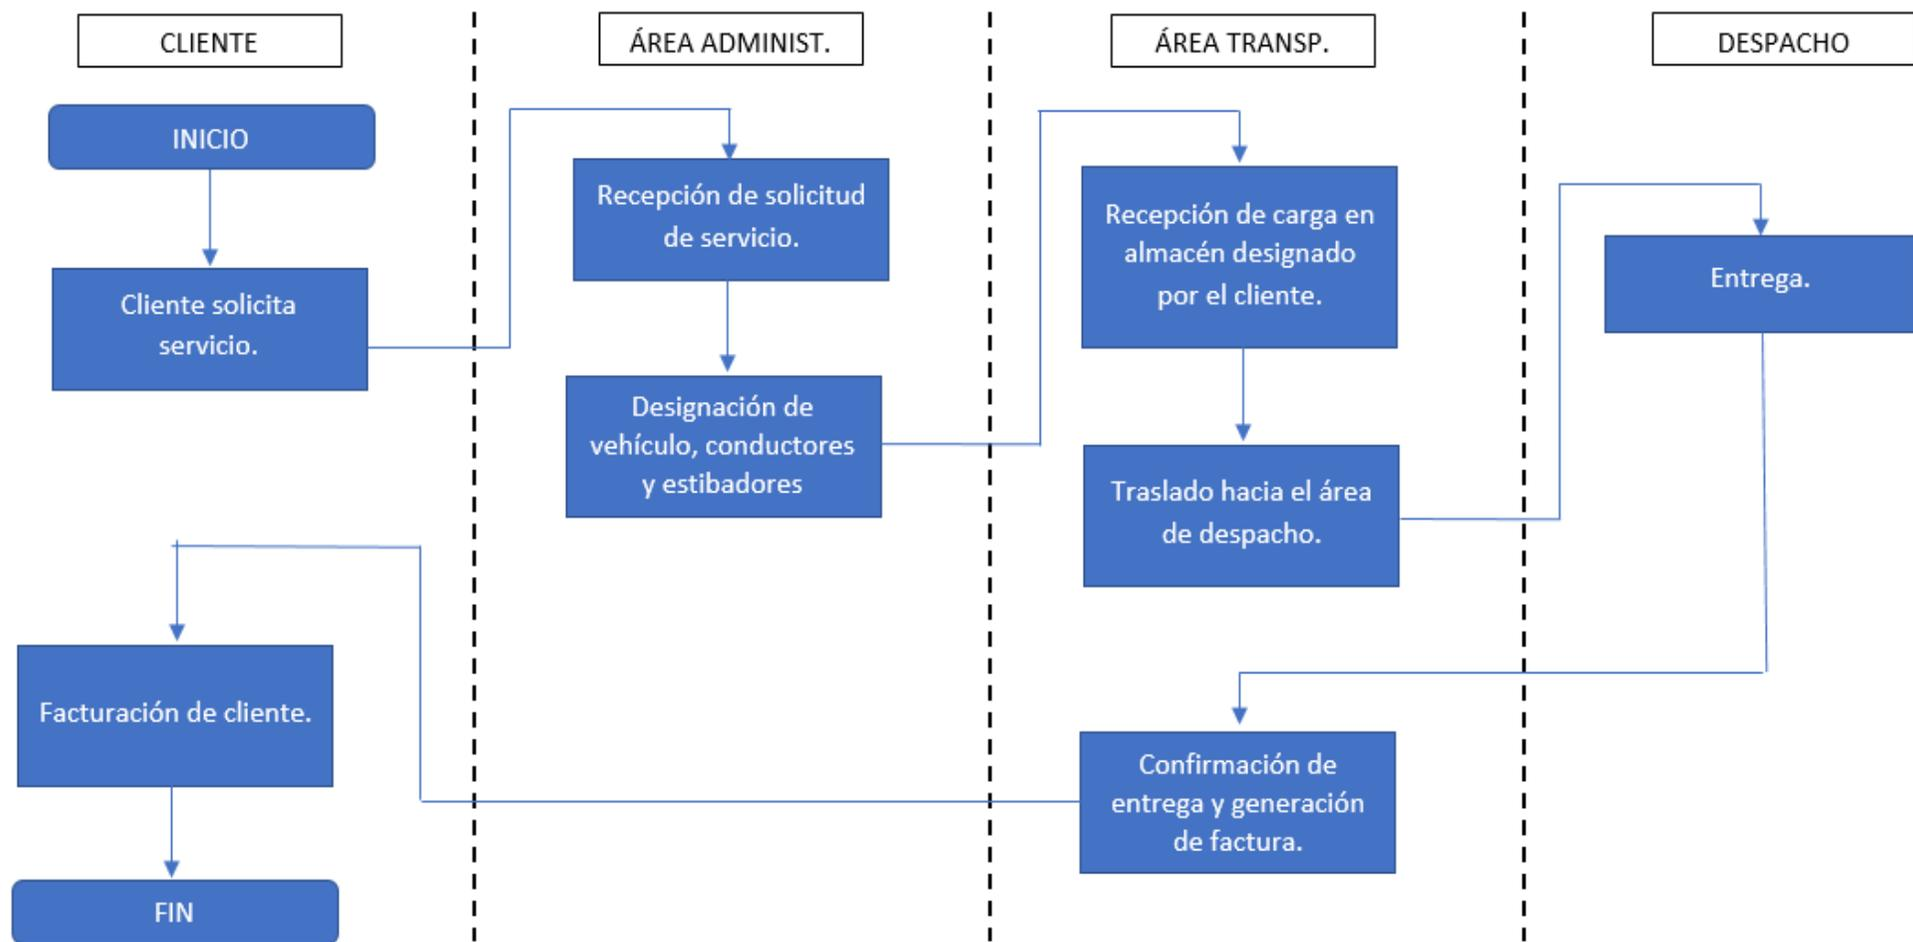 CLIENTE
ÁREA ADMINIST.
ÁREA TRANSP.
DESPACHO
INICIO
Cliente solicita
servicio.
Recepción de solicitud
de servicio.
Designación de
vehículo, conductores
y estibadores
Recepción de carga en
almacén designado
por el cliente.
Traslado hacia el área
de despacho.
Entrega.
Confirmación de
entrega y generación
de factura.
Facturación de cliente.
FIN